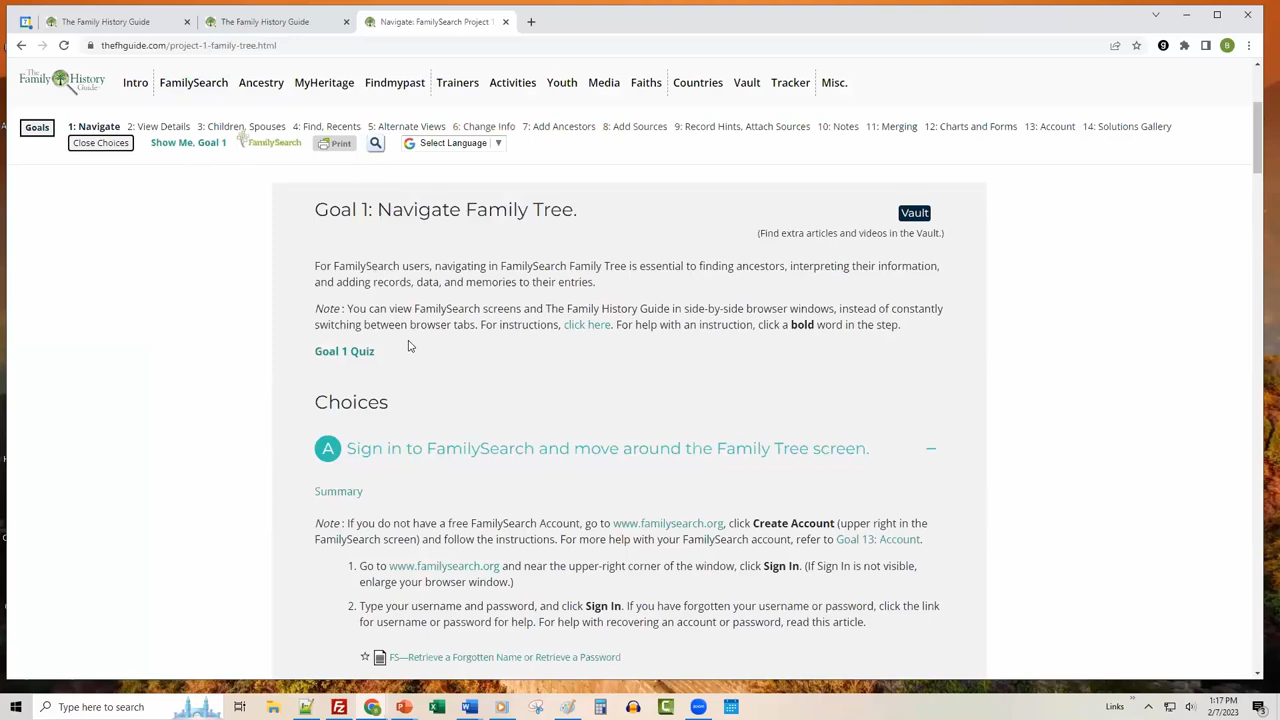 The Family History Guide
The Family History Guide
Navigate: FamilySearch Project 1
thefhguide.com/project-1-family-tree.html
The Family History Guide
Intro FamilySearch Ancestry MyHeritage Findmypast Trainers Activities Youth Media Faiths Countries Vault Tracker Misc.
Goals 1: Navigate 2: View Details 3: Children, Spouses 4: Find, Recents 5: Alternate Views 6: Change Info 7: Add Ancestors 8: Add Sources 9: Record Hints, Attach Sources 10: Notes 11: Merging 12: Charts and Forms 13: Account 14: Solutions Gallery
Close Choices Show Me, Goal 1 FamilySearch Print G Select Language ▼
Goal 1: Navigate Family Tree.
Vault
(Find extra articles and videos in the Vault.)
For FamilySearch users, navigating in FamilySearch Family Tree is essential to finding ancestors, interpreting their information,
and adding records, data, and memories to their entries.
Note: You can view FamilySearch screens and The Family History Guide in side-by-side browser windows, instead of constantly
switching between browser tabs. For instructions, click here. For help with an instruction, click a bold word in the step.
Goal 1 Quiz
Choices
A Sign in to FamilySearch and move around the Family Tree screen. –
Summary
Note: If you do not have a free FamilySearch Account, go to www.familysearch.org, click Create Account (upper right in the
FamilySearch screen) and follow the instructions. For more help with your FamilySearch account, refer to Goal 13: Account.
1. Go to www.familysearch.org and near the upper-right corner of the window, click Sign In. (If Sign In is not visible,
enlarge your browser window.)
2. Type your username and password, and click Sign In. If you have forgotten your username or password, click the link
for username or password for help. For help with recovering an account or password, read this article.
FS—Retrieve a Forgotten Name or Retrieve a Password
Type here to search
Links
1:17 PM
2/7/2023